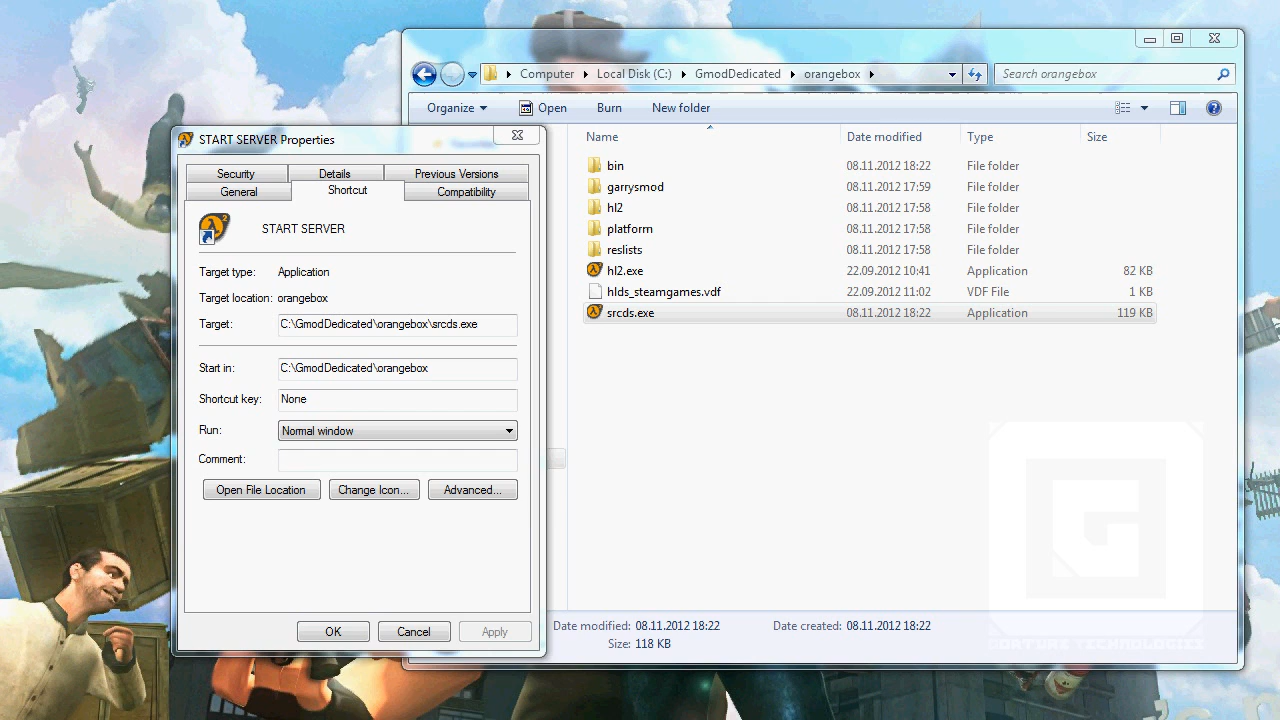 START SERVER Properties
Security
Details
Previous Versions
General
Shortcut
Compatibility
START SERVER
Target type: Application
Target location: orangebox
Target: C:\GmodDedicated\orangebox\srcds.exe
Start in: C:\GmodDedicated\orangebox
Shortcut key: None
Run: Normal window
Comment:
Open File Location
Change Icon...
Advanced...
OK
Cancel
Apply
Computer Local Disk (C:) GmodDedicated orangebox
Search orangebox
Organize
Open
Burn
New folder
Name Date modified Type Size
bin 08.11.2012 18:22 File folder
garrysmod 08.11.2012 17:59 File folder
hl2 08.11.2012 17:58 File folder
platform 08.11.2012 17:58 File folder
reslists 08.11.2012 17:58 File folder
hl2.exe 22.09.2012 10:41 Application 82 KB
hlds_steamgames.vdf 22.09.2012 11:02 VDF File 1 KB
srcds.exe 08.11.2012 18:22 Application 119 KB
Date modified: 08.11.2012 18:22 Date created: 08.11.2012 18:22
Size: 118 KB